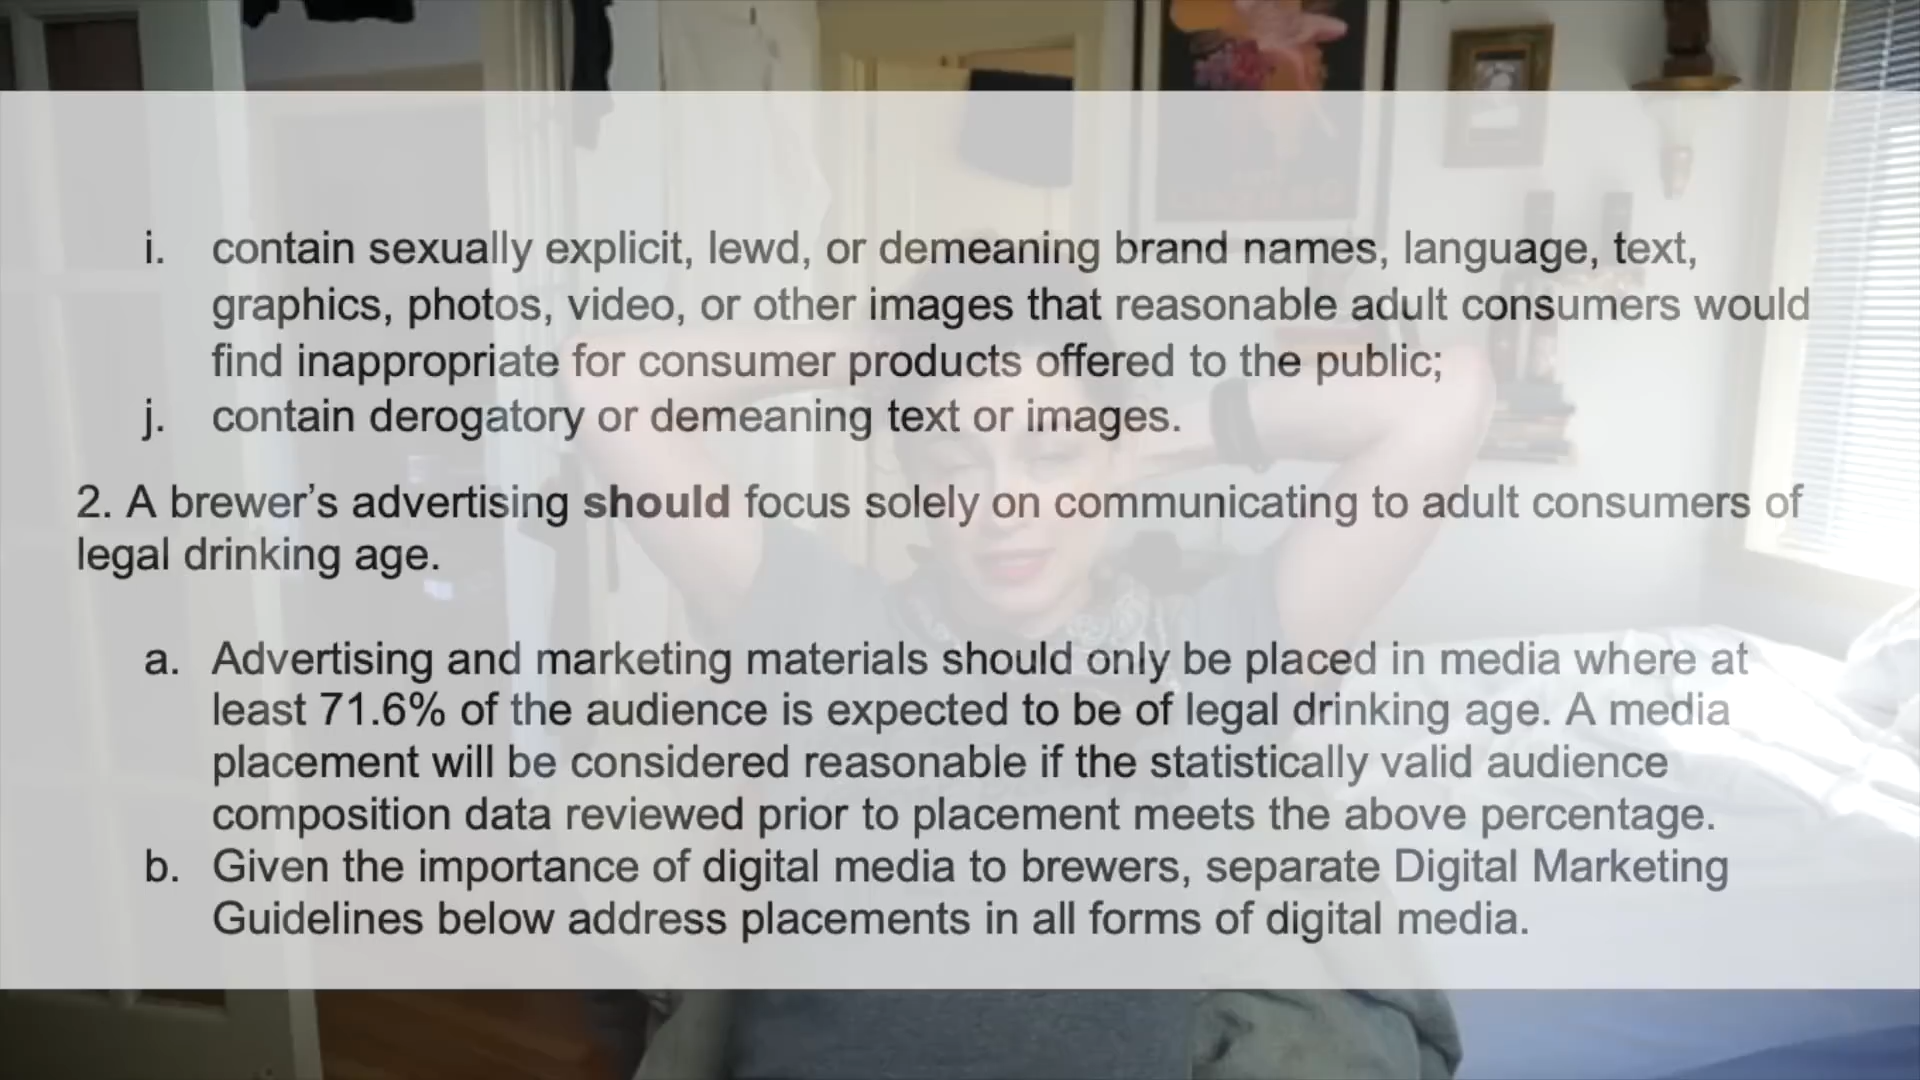 i. contain sexually explicit, lewd, or demeaning brand names, language, text,
graphics, photos, video, or other images that reasonable adult consumers would
find inappropriate for consumer products offered to the public;
j. contain derogatory or demeaning text or images.
2. A brewer’s advertising should focus solely on communicating to adult consumers of
legal drinking age.
a. Advertising and marketing materials should only be placed in media where at
least 71.6% of the audience is expected to be of legal drinking age. A media
placement will be considered reasonable if the statistically valid audience
composition data reviewed prior to placement meets the above percentage.
b. Given the importance of digital media to brewers, separate Digital Marketing
Guidelines below address placements in all forms of digital media.